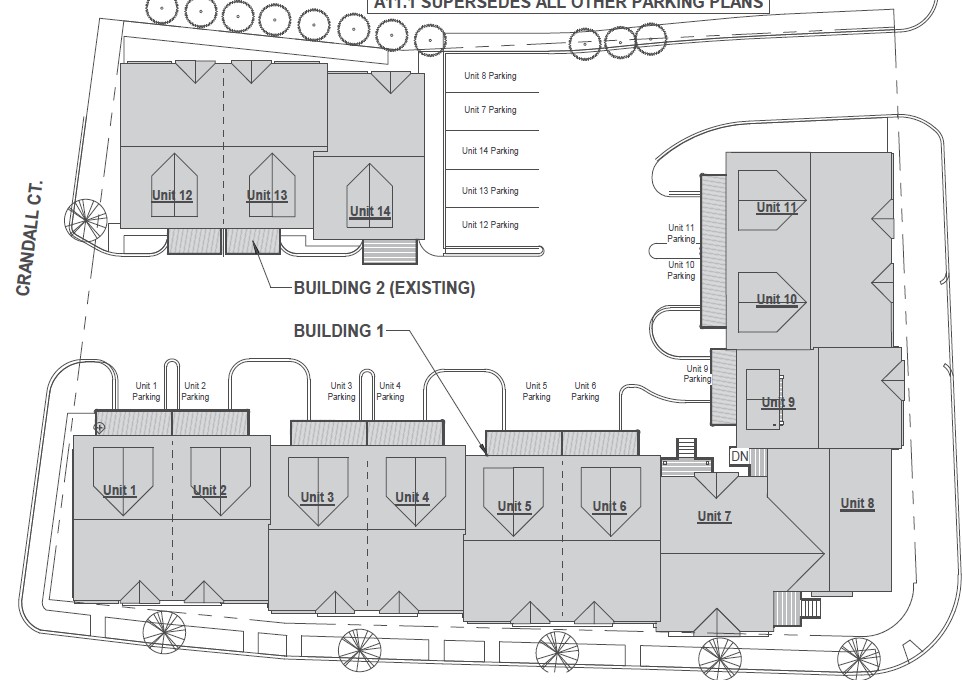 A11.1 SUPERSEDES ALL OTHER PARKING PLANS
Unit 8 Parking
Unit 7 Parking
Unit 14 Parking
Unit 13 Parking
Unit 12 Parking
Unit 12
Unit 13
Unit 14
CRANDALL CT.
BUILDING 2 (EXISTING)
BUILDING 1
Unit 11
Parking
Unit 10
Parking
Unit 9
Parking
Unit 11
Unit 10
Unit 9
Unit 1
Parking
Unit 2
Parking
Unit 3
Parking
Unit 4
Parking
Unit 5
Parking
Unit 6
Parking
DN
Unit 1
Unit 2
Unit 3
Unit 4
Unit 5
Unit 6
Unit 7
Unit 8